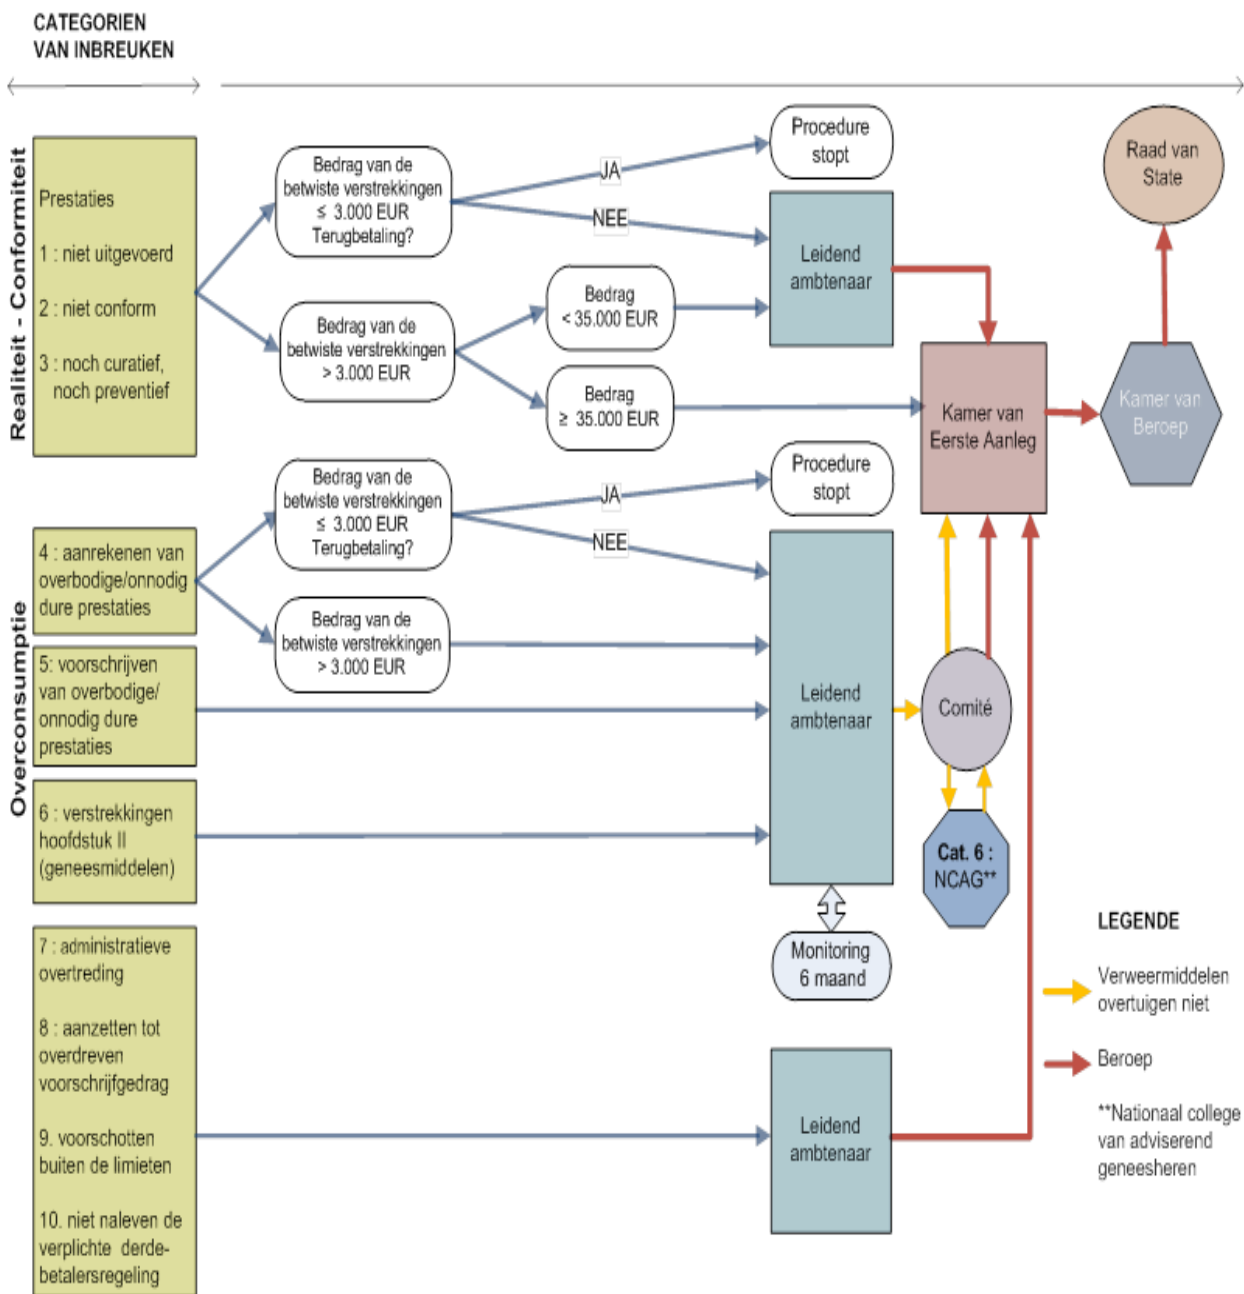 CATEGORIEN
VAN INBREUKEN
Realiteit - Conformiteit
Prestaties
1 : niet uitgevoerd
2 : niet conform
3 : noch curatief,
noch preventief
Bedrag van de
betwiste verstrekkingen
≤ 3.000 EUR
Terugbetaling?
JA
NEE
Procedure
stopt
Bedrag van de
betwiste verstrekkingen
> 3.000 EUR
Bedrag
< 35.000 EUR
Bedrag
≥ 35.000 EUR
Leidend
ambtenaar
Raad van
State
Kamer van
Eerste Aanleg
Kamer van
Beroep
Overconsumptie
4 : aanrekenen van
overbodige/onnodig
dure prestaties
Bedrag van de
betwiste verstrekkingen
≤ 3.000 EUR
Terugbetaling?
JA
NEE
Procedure
stopt
Bedrag van de
betwiste verstrekkingen
> 3.000 EUR
5: voorschrijven
van overbodige/
onnodig dure
prestaties
6 : verstrekkingen
hoofdstuk II
(geneesmiddelen)
Leidend
ambtenaar
Comité
Cat. 6 :
NCAG**
Monitoring
6 maand
7 : administratieve
overtreding
8 : aanzetten tot
overdreven
voorschrijfgedrag
9. voorschotten
buiten de limieten
10. niet naleven de
verplichte derde-
betalersregeling
Leidend
ambtenaar
LEGENDE
Verweermiddelen
overtuigen niet
Beroep
**Nationaal college
van adviserend
geneesheren